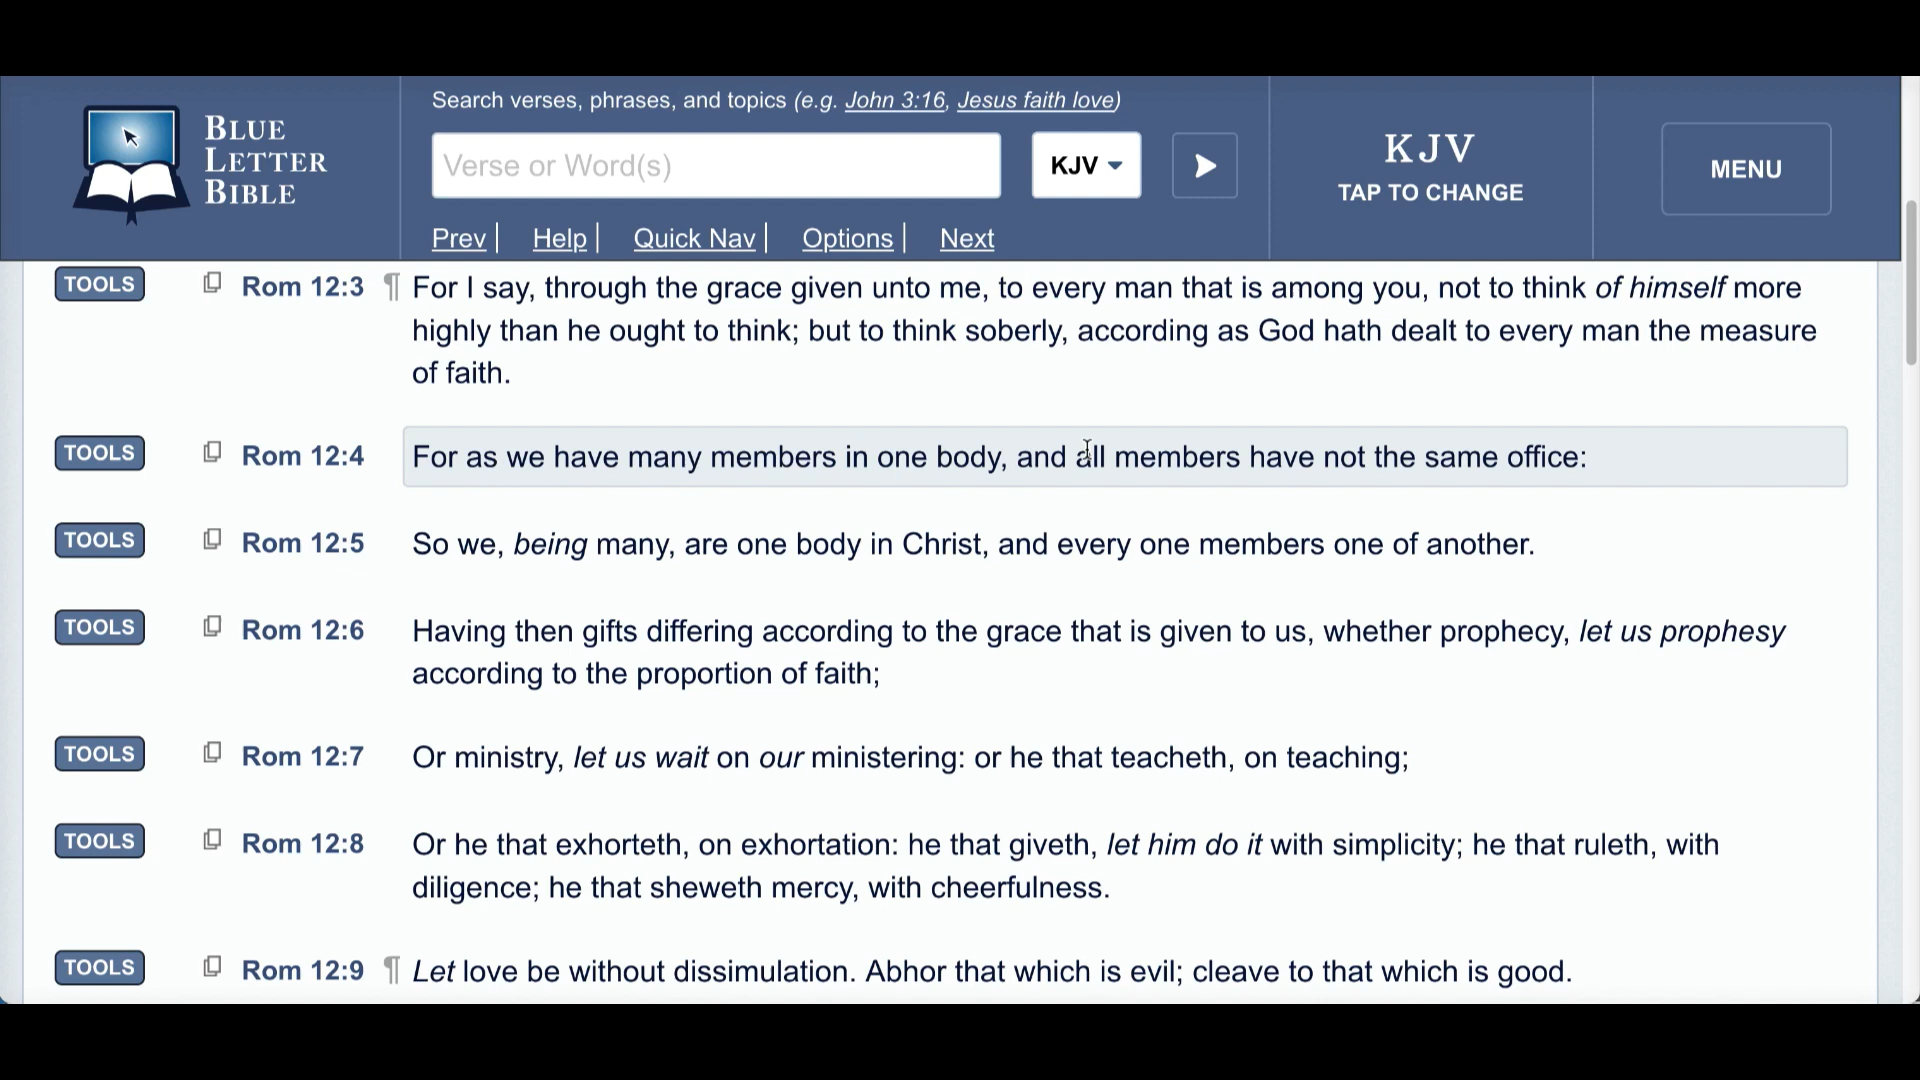 BLUE
LETTER
BIBLE
Search verses, phrases, and topics (e.g. John 3:16, Jesus faith love)
Verse or Word(s)
KJV
KJV
TAP TO CHANGE
MENU
Prev | Help | Quick Nav | Options | Next
TOOLS Rom 12:3 ¶ For I say, through the grace given unto me, to every man that is among you, not to think of himself more
highly than he ought to think; but to think soberly, according as God hath dealt to every man the measure
of faith.
TOOLS Rom 12:4 For as we have many members in one body, and all members have not the same office:
TOOLS Rom 12:5 So we, being many, are one body in Christ, and every one members one of another.
TOOLS Rom 12:6 Having then gifts differing according to the grace that is given to us, whether prophecy, let us prophesy
according to the proportion of faith;
TOOLS Rom 12:7 Or ministry, let us wait on our ministering: or he that teacheth, on teaching;
TOOLS Rom 12:8 Or he that exhorteth, on exhortation: he that giveth, let him do it with simplicity; he that ruleth, with
diligence; he that sheweth mercy, with cheerfulness.
TOOLS Rom 12:9 ¶ Let love be without dissimulation. Abhor that which is evil; cleave to that which is good.